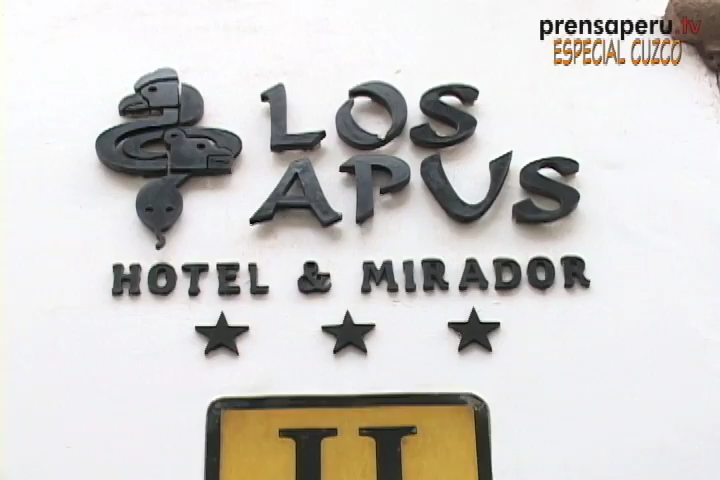 prensaperu.tv
ESPECIAL CUZCO
LOS
APUS
HOTEL & MIRADOR